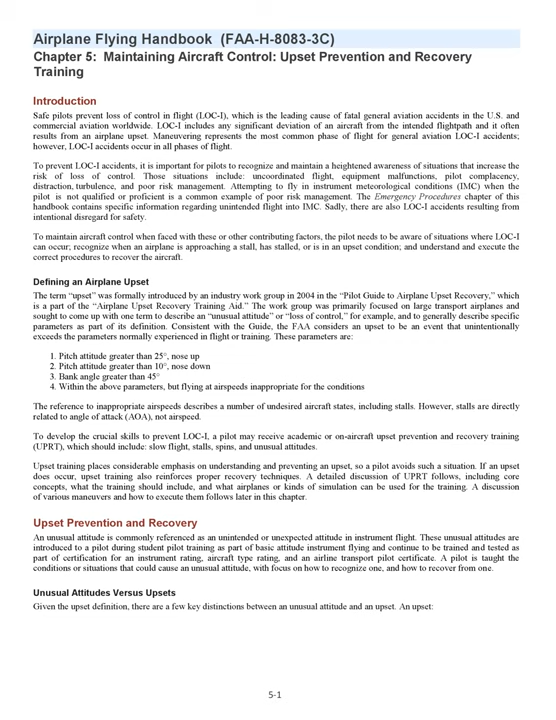 Airplane Flying Handbook (FAA-H-8083-3C)
Chapter 5: Maintaining Aircraft Control: Upset Prevention and Recovery
Training
Introduction
Safe pilots prevent loss of control in flight (LOC-I), which is the leading cause of fatal general aviation accidents in the U.S. and
commercial aviation worldwide. LOC-I includes any significant deviation of an aircraft from the intended flightpath and it often
results from an airplane upset. Maneuvering represents the most common phase of flight for general aviation LOC-I accidents;
however, LOC-I accidents occur in all phases of flight.
To prevent LOC-I accidents, it is important for pilots to recognize and maintain a heightened awareness of situations that increase the
risk of loss of control. Those situations include: uncoordinated flight, equipment malfunctions, pilot complacency,
distraction, turbulence, and poor risk management. Attempting to fly in instrument meteorological conditions (IMC) when the
pilot is not qualified or proficient is a common example of poor risk management. The Emergency Procedures chapter of this
handbook contains specific information regarding unintended flight into IMC. Sadly, there are also LOC-I accidents resulting from
intentional disregard for safety.
To maintain aircraft control when faced with these or other contributing factors, the pilot needs to be aware of situations where LOC-I
can occur; recognize when an airplane is approaching a stall, has stalled, or is in an upset condition; and understand and execute the
correct procedures to recover the aircraft.
Defining an Airplane Upset
The term “upset” was formally introduced by an industry work group in 2004 in the “Pilot Guide to Airplane Upset Recovery,” which
is a part of the “Airplane Upset Recovery Training Aid.” The work group was primarily focused on large transport airplanes and
sought to come up with one term to describe an “unusual attitude” or “loss of control,” for example, and to generally describe specific
parameters as part of its definition. Consistent with the Guide, the FAA considers an upset to be an event that unintentionally
exceeds the parameters normally experienced in flight or training. These parameters are:
1. Pitch attitude greater than 25°, nose up
2. Pitch attitude greater than 10°, nose down
3. Bank angle greater than 45°
4. Within the above parameters, but flying at airspeeds inappropriate for the conditions
The reference to inappropriate airspeeds describes a number of undesired aircraft states, including stalls. However, stalls are directly
related to angle of attack (AOA), not airspeed.
To develop the crucial skills to prevent LOC-I, a pilot may receive academic or on-aircraft upset prevention and recovery training
(UPRT), which should include: slow flight, stalls, spins, and unusual attitudes.
Upset training places considerable emphasis on understanding and preventing an upset, so a pilot avoids such a situation. If an upset
does occur, upset training also reinforces proper recovery techniques. A detailed discussion of UPRT follows, including core
concepts, what the training should include, and what airplanes or kinds of simulation can be used for the training. A discussion
of various maneuvers and how to execute them follows later in this chapter.
Upset Prevention and Recovery
An unusual attitude is commonly referenced as an unintended or unexpected attitude in instrument flight. These unusual attitudes are
introduced to a pilot during student pilot training as part of basic attitude instrument flying and continue to be trained and tested as
part of certification for an instrument rating, aircraft type rating, and an airline transport pilot certificate. A pilot is taught the
conditions or situations that could cause an unusual attitude, with focus on how to recognize one, and how to recover from one.
Unusual Attitudes Versus Upsets
Given the upset definition, there are a few key distinctions between an unusual attitude and an upset. An upset:
5-1